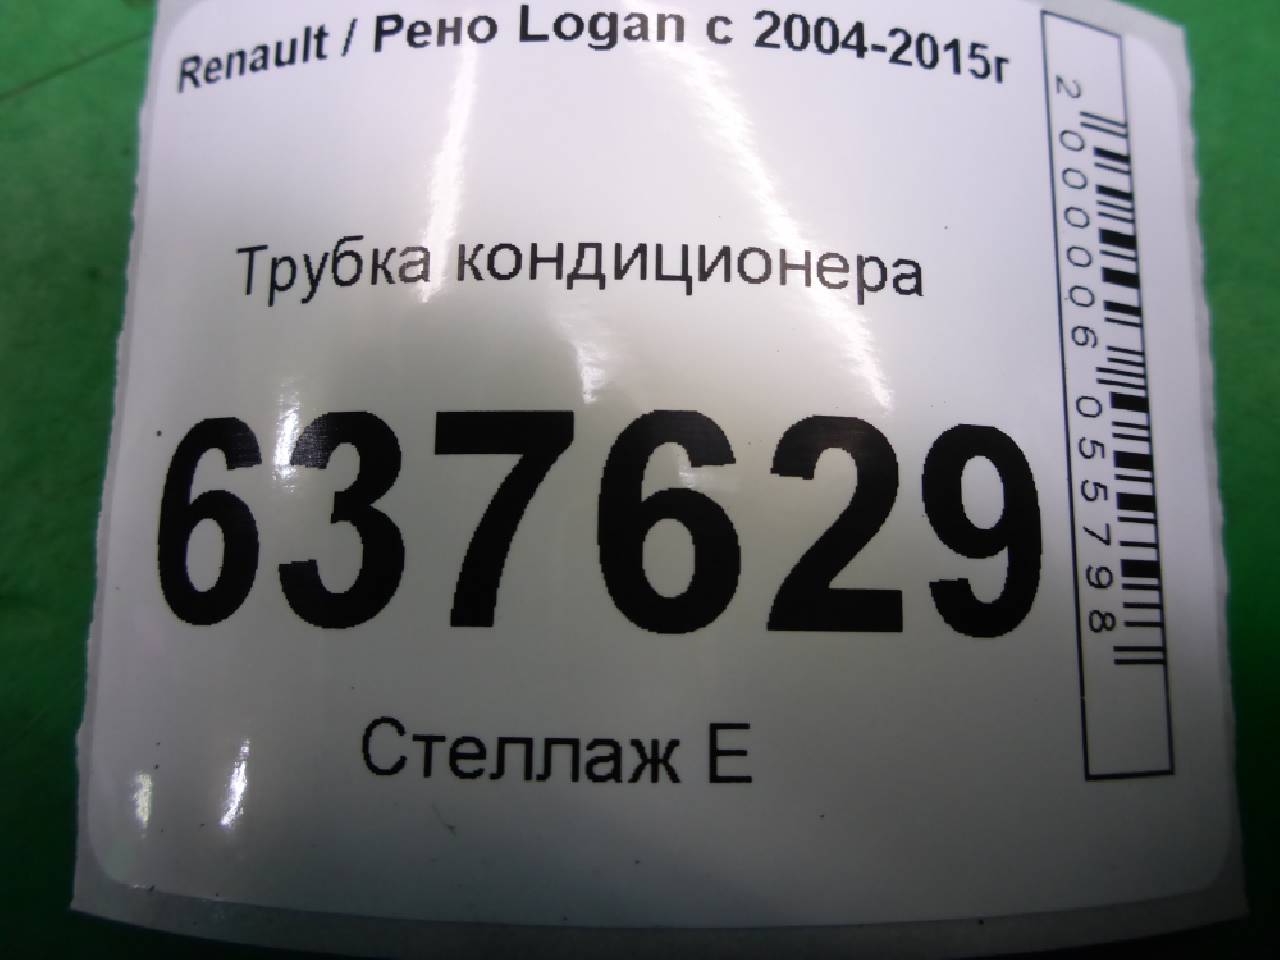 Renault / Рено Logan с 2004-2015г
Трубка кондиционера
637629
Стеллаж Е
2000006055798